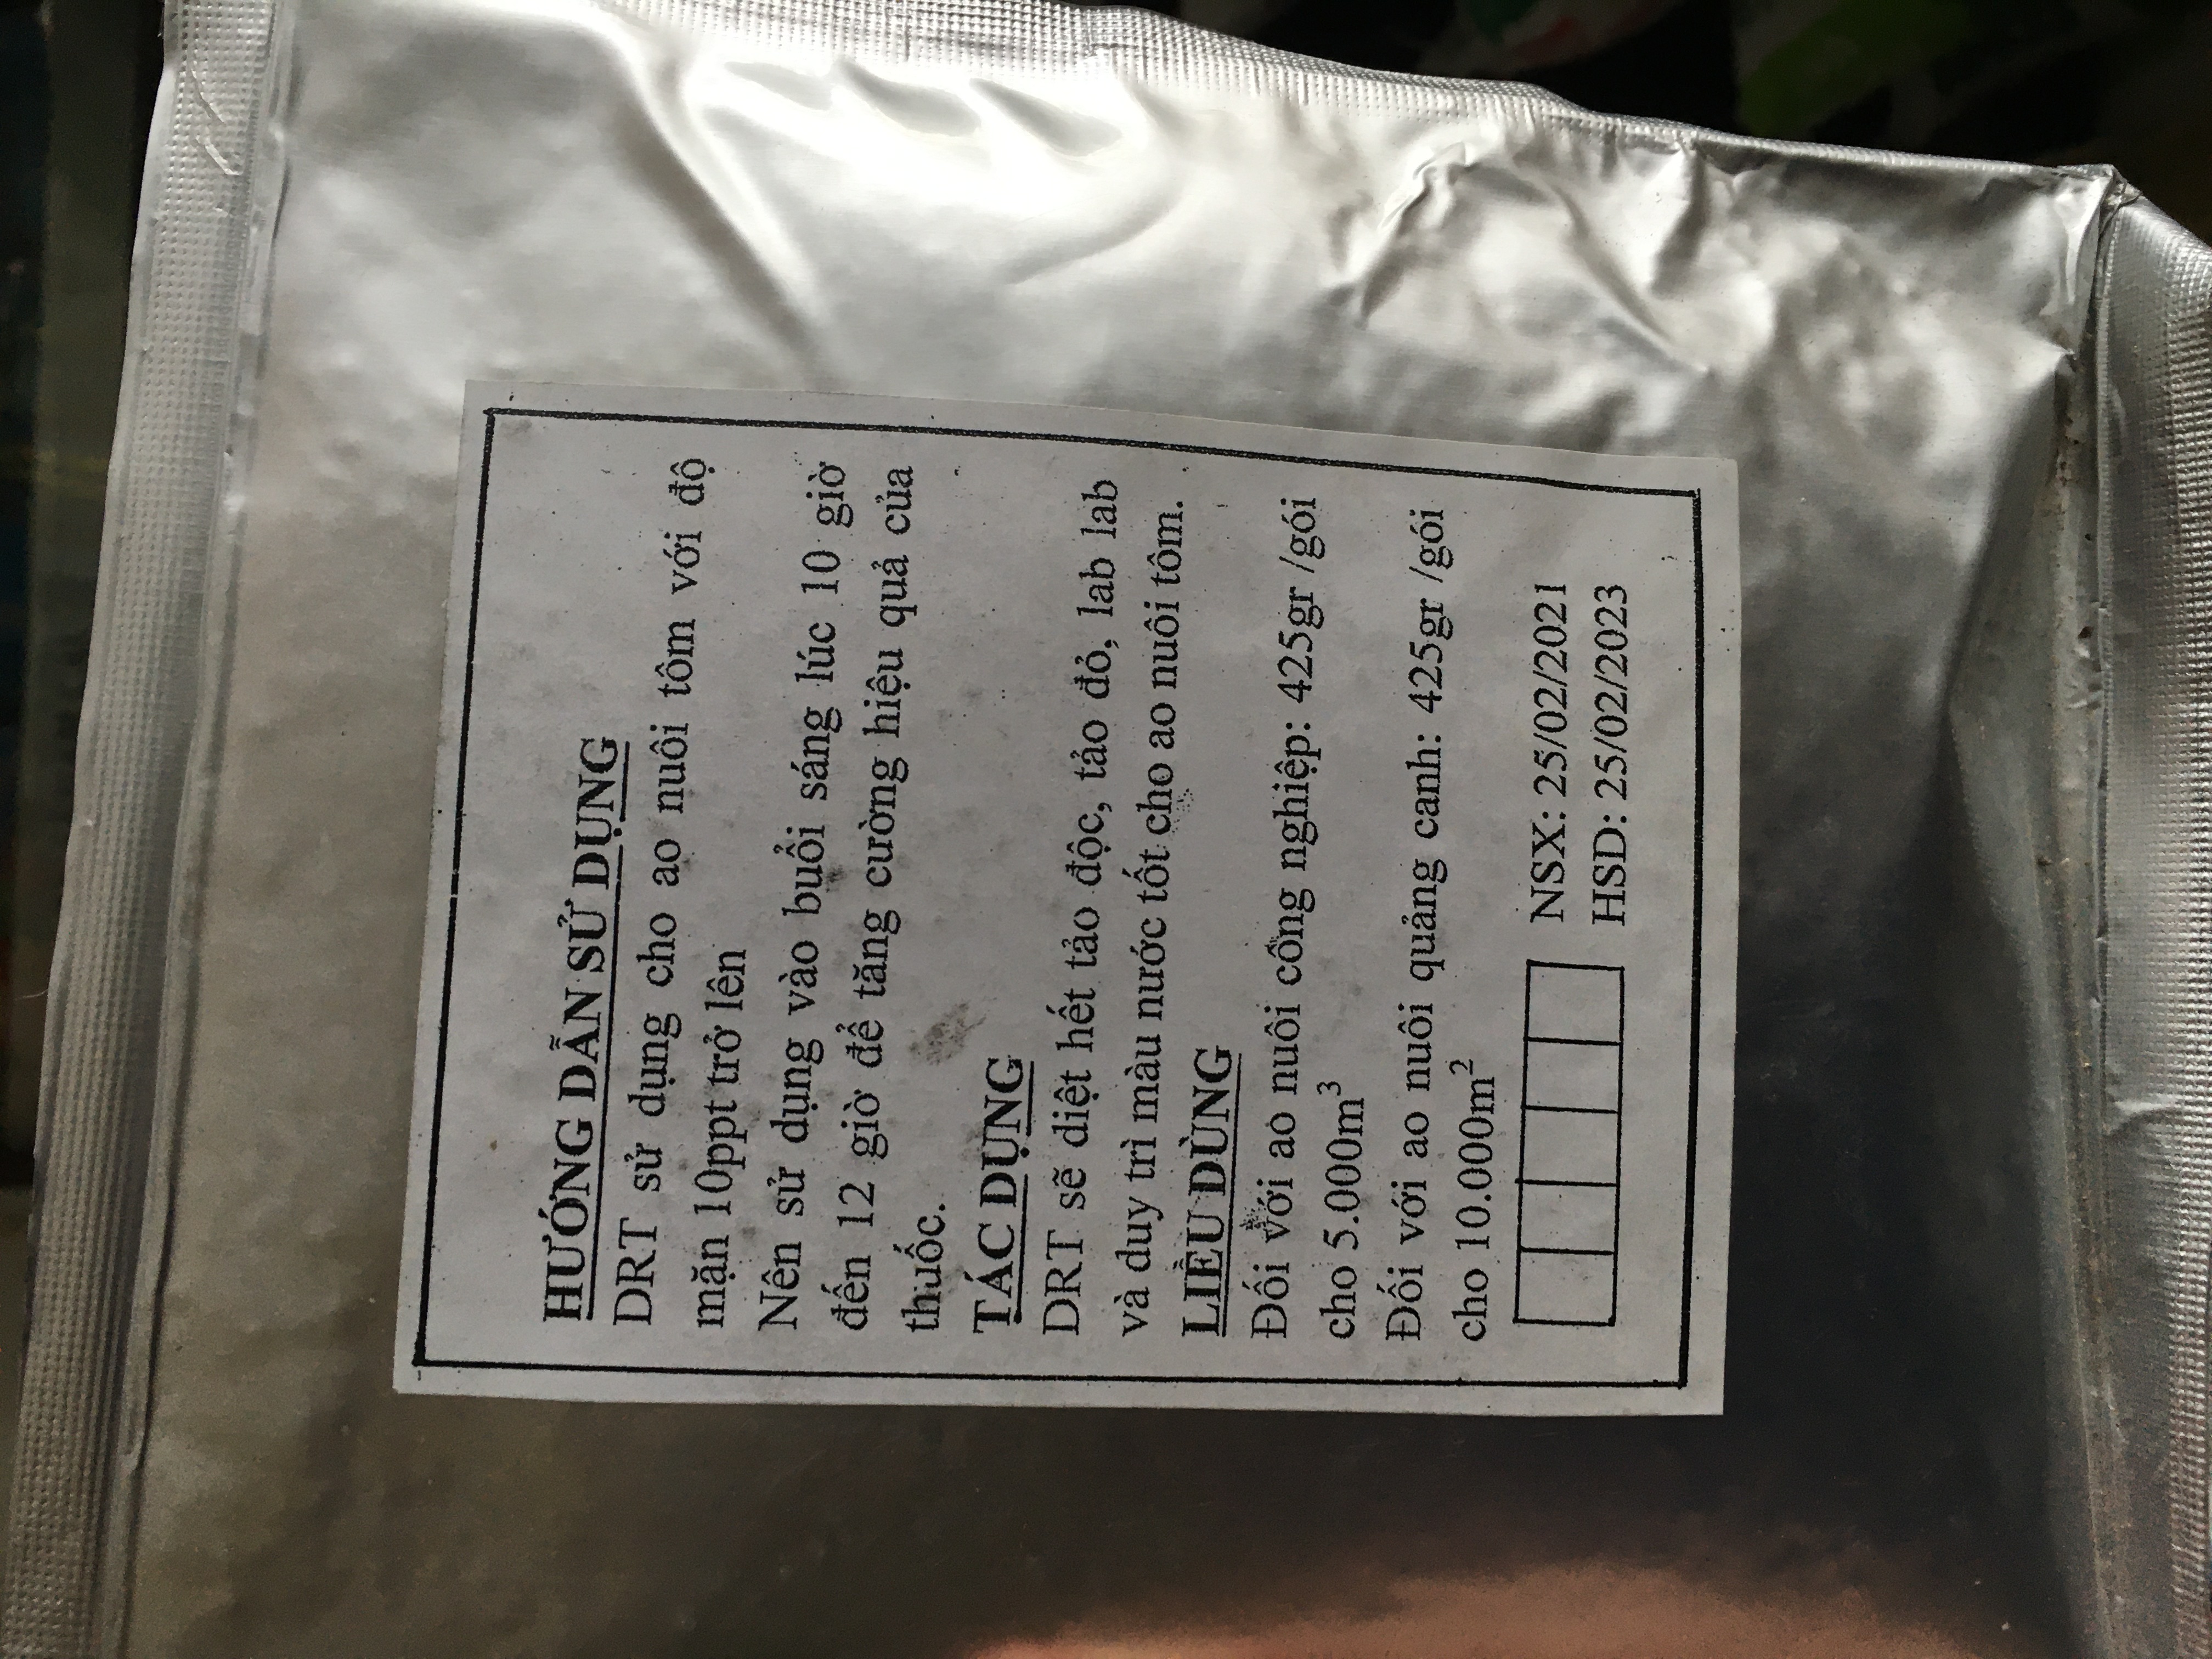 HƯỚNG DẪN SỬ DỤNG
DRT sử dụng cho ao nuôi tôm với độ
mặn 10ppt trở lên
Nên sử dụng vào buổi sáng lúc 10 giờ
đến 12 giờ để tăng cường hiệu quả của
thuốc.
TÁC DỤNG
DRT sẽ diệt hết tảo độc, tảo đỏ, lab lab
và duy trì màu nước tốt cho ao nuôi tôm.
LIỀU DÙNG
Đối với ao nuôi công nghiệp: 425gr /gói
cho 5.000m³
Đối với ao nuôi quảng canh: 425gr /gói
cho 10.000m²
NSX: 25/02/2021
HSD: 25/02/2023